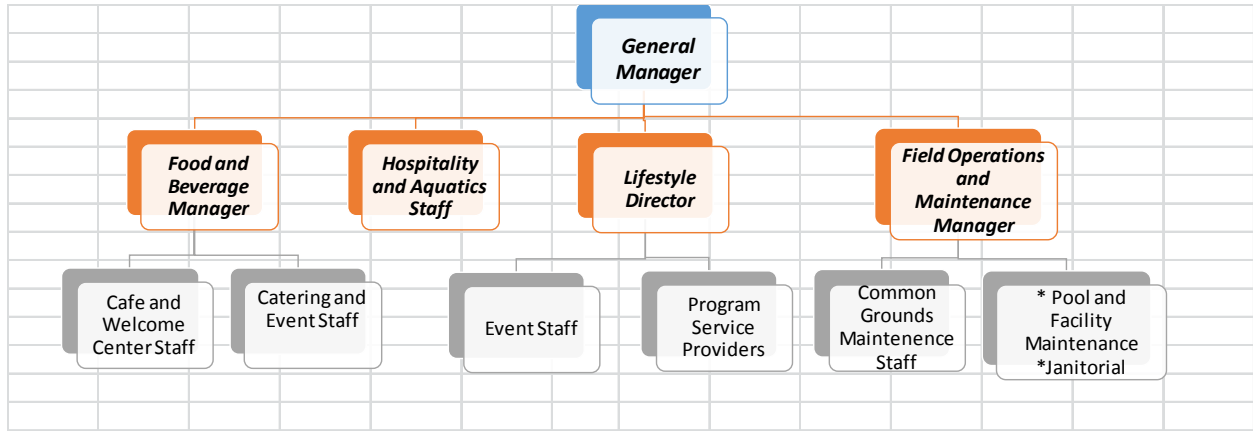 General
Manager
Food and
Beverage
Manager
Hospitality
and Aquatics
Staff
Lifestyle
Director
Field Operations
and
Maintenance
Manager
Cafe and
Welcome
Center Staff
Catering and
Event Staff
Event Staff
Program
Service
Providers
Common
Grounds
Maintenence
Staff
* Pool and
Facility
Maintenance
*Janitorial